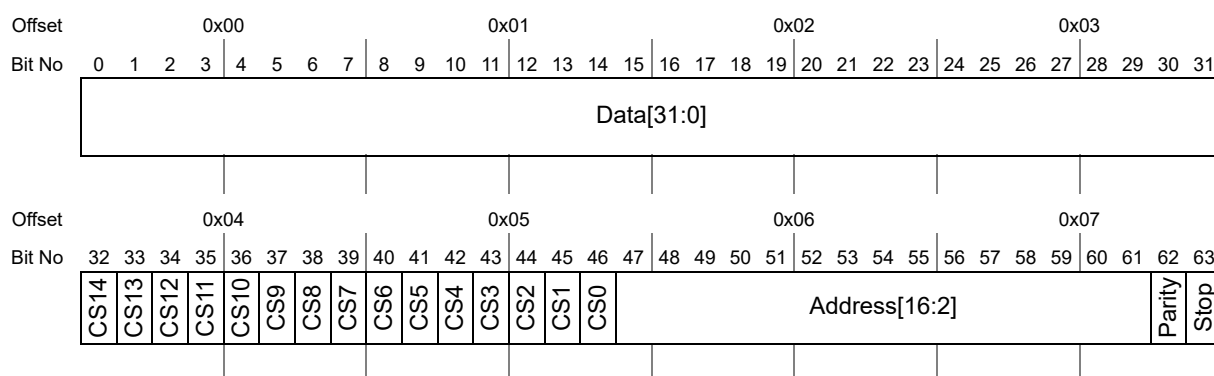 Offset 0x00 0x01 0x02 0x03
Bit No 0 1 2 3 4 5 6 7 8 9 10 11 12 13 14 15 16 17 18 19 20 21 22 23 24 25 26 27 28 29 30 31
Data[31:0]
Offset 0x04 0x05 0x06 0x07
Bit No 32 33 34 35 36 37 38 39 40 41 42 43 44 45 46 47 48 49 50 51 52 53 54 55 56 57 58 59 60 61 62 63
CS14 CS13 CS12 CS11 CS10 CS9 CS8 CS7 CS6 CS5 CS4 CS3 CS2 CS1 CS0 Address[16:2] Parity Stop